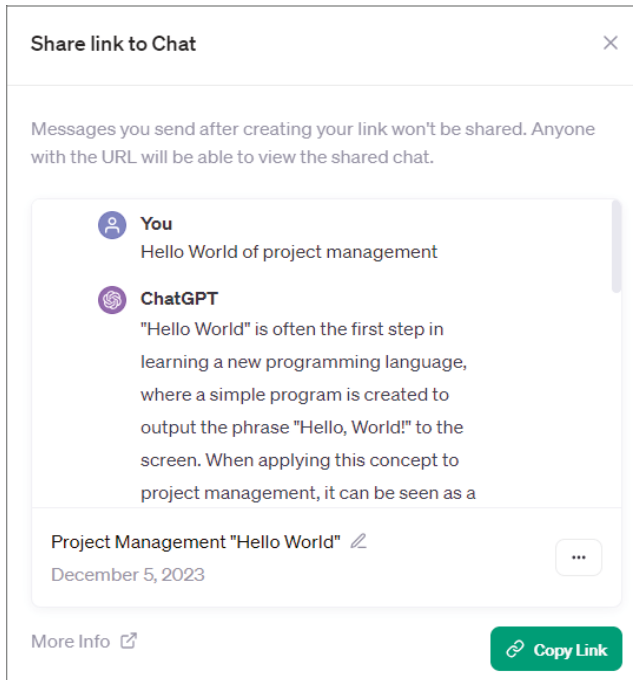 Share link to Chat
Messages you send after creating your link won't be shared. Anyone
with the URL will be able to view the shared chat.
You
Hello World of project management
ChatGPT
"Hello World" is often the first step in
learning a new programming language,
where a simple program is created to
output the phrase "Hello, World!" to the
screen. When applying this concept to
project management, it can be seen as a
Project Management "Hello World"
...
December 5, 2023
More Info
Copy Link